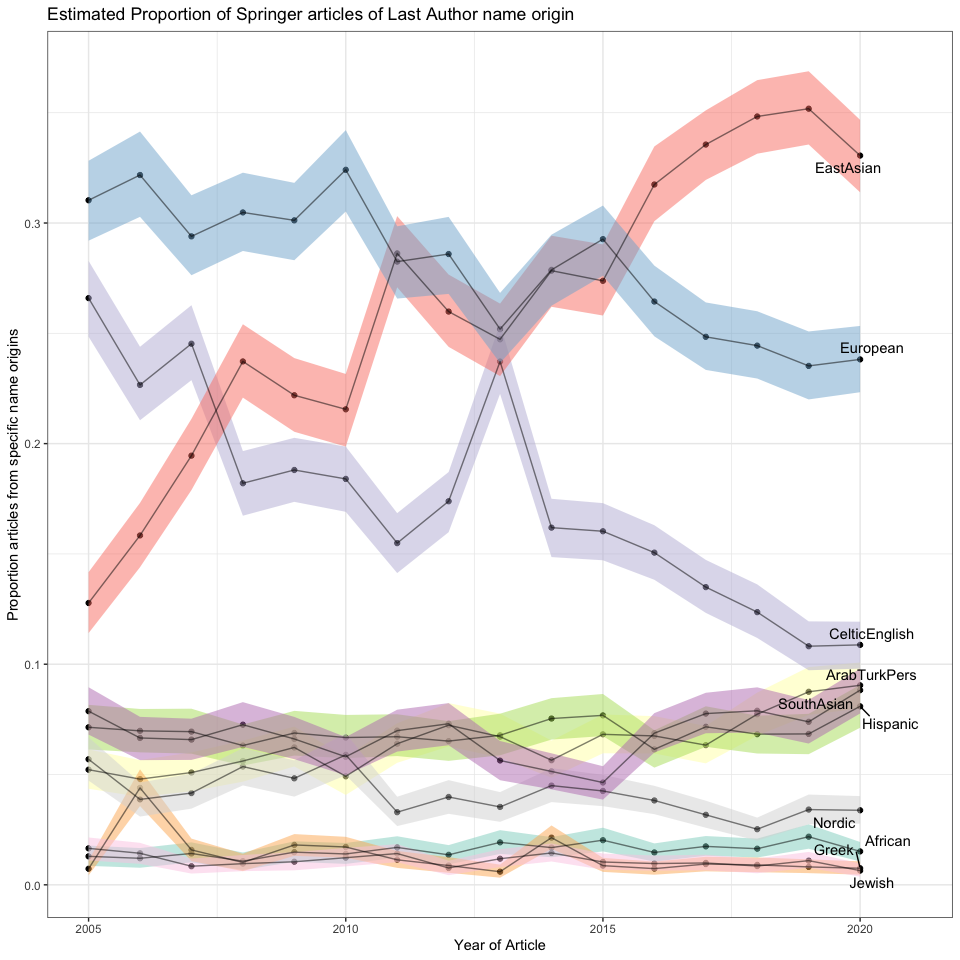 Estimated Proportion of Springer articles of Last Author name origin
Proportion articles from specific name origins
0.3
0.2
0.1
0.0
EastAsian
European
CelticEnglish
ArabTurkPers
SouthAsian
Hispanic
Nordic
African
Greek
Jewish
2005
2010
2015
2020
Year of Article